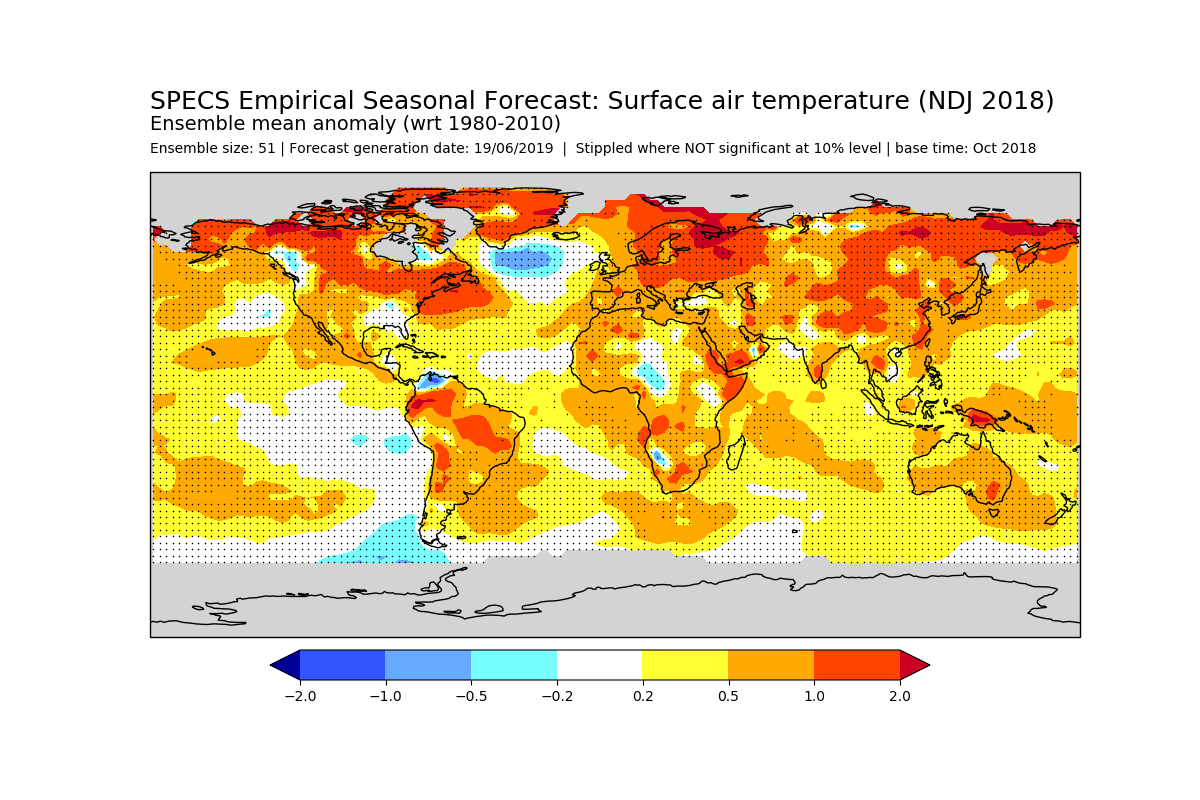 SPECS Empirical Seasonal Forecast: Surface air temperature (NDJ 2018)
Ensemble mean anomaly (wrt 1980-2010)
Ensemble size: 51 | Forecast generation date: 19/06/2019 | Stippled where NOT significant at 10% level | base time: Oct 2018
−2.0 −1.0 −0.5 −0.2 0.2 0.5 1.0 2.0